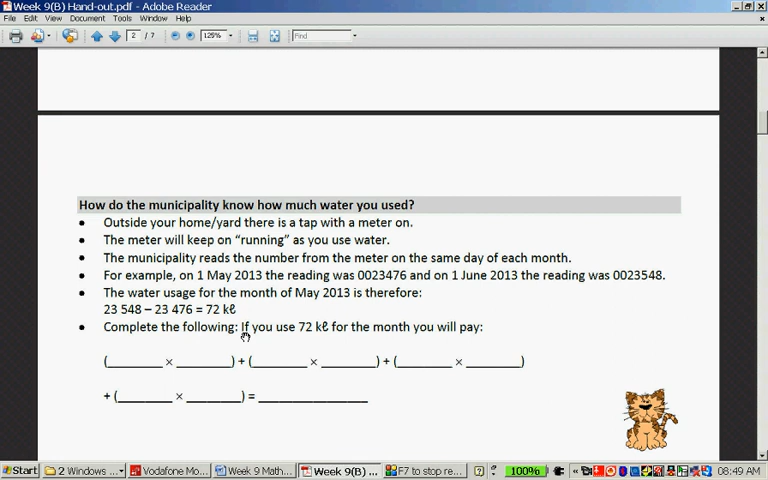 Week 9(B) Hand-out.pdf - Adobe Reader
File Edit View Document Tools Window Help
2 / 7 125% Find
How do the municipality know how much water you used?
• Outside your home/yard there is a tap with a meter on.
• The meter will keep on “running” as you use water.
• The municipality reads the number from the meter on the same day of each month.
• For example, on 1 May 2013 the reading was 0023476 and on 1 June 2013 the reading was 0023548.
• The water usage for the month of May 2013 is therefore:
23 548 – 23 476 = 72 kℓ
• Complete the following: If you use 72 kℓ for the month you will pay:
(________ × ________) + (________ × ________) + (________ × ________)
+ (________ × ________) = ________________
Start 2 Windows ... Vodafone Mo... Week 9 Math... Week 9(B)... F7 to stop re... 100% 08:49 AM